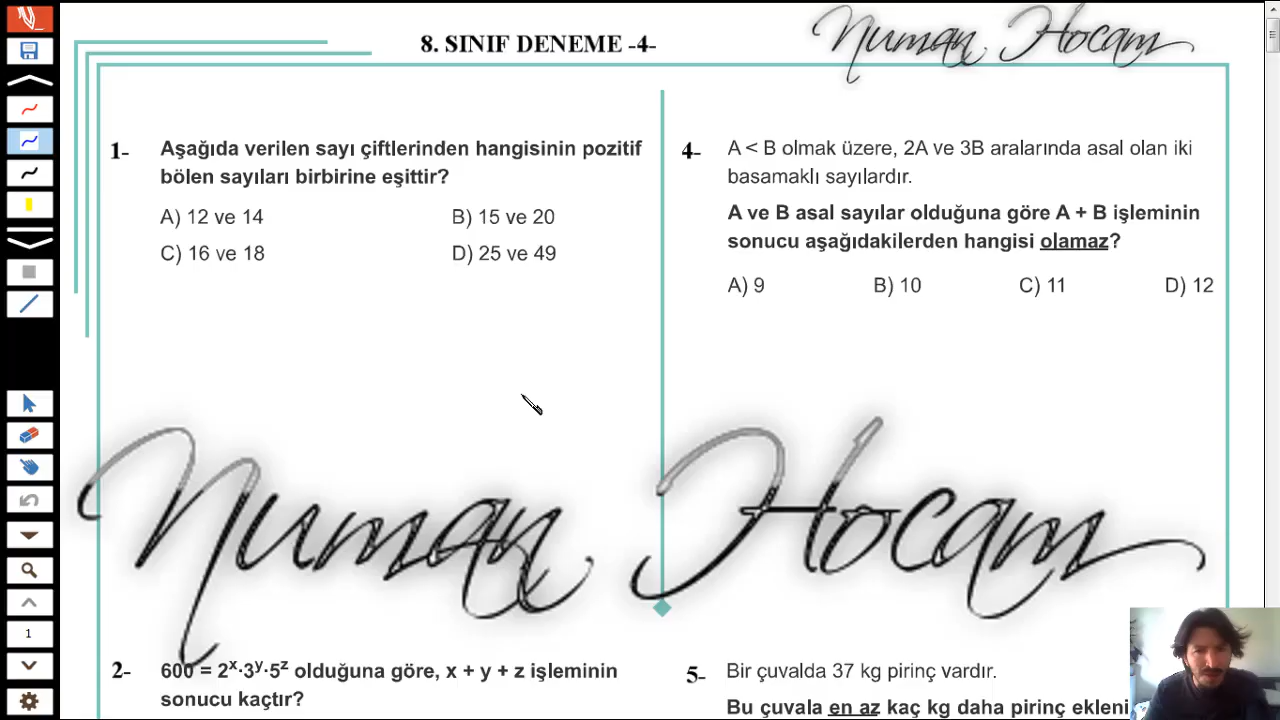 8. SINIF DENEME -4-
Numan Hocam
1- Aşağıda verilen sayı çiftlerinden hangisinin pozitif
bölen sayıları birbirine eşittir?
A) 12 ve 14 B) 15 ve 20
C) 16 ve 18 D) 25 ve 49
4- A < B olmak üzere, 2A ve 3B aralarında asal olan iki
basamaklı sayılardır.
A ve B asal sayılar olduğuna göre A + B işleminin
sonucu aşağıdakilerden hangisi olamaz?
A) 9 B) 10 C) 11 D) 12
Numan Hocam
2- 600 = 2ˣ·3ʸ·5ᶻ olduğuna göre, x + y + z işleminin
sonucu kaçtır?
5- Bir çuvalda 37 kg pirinç vardır.
Bu çuvala en az kaç kg daha pirinç ekleni
1